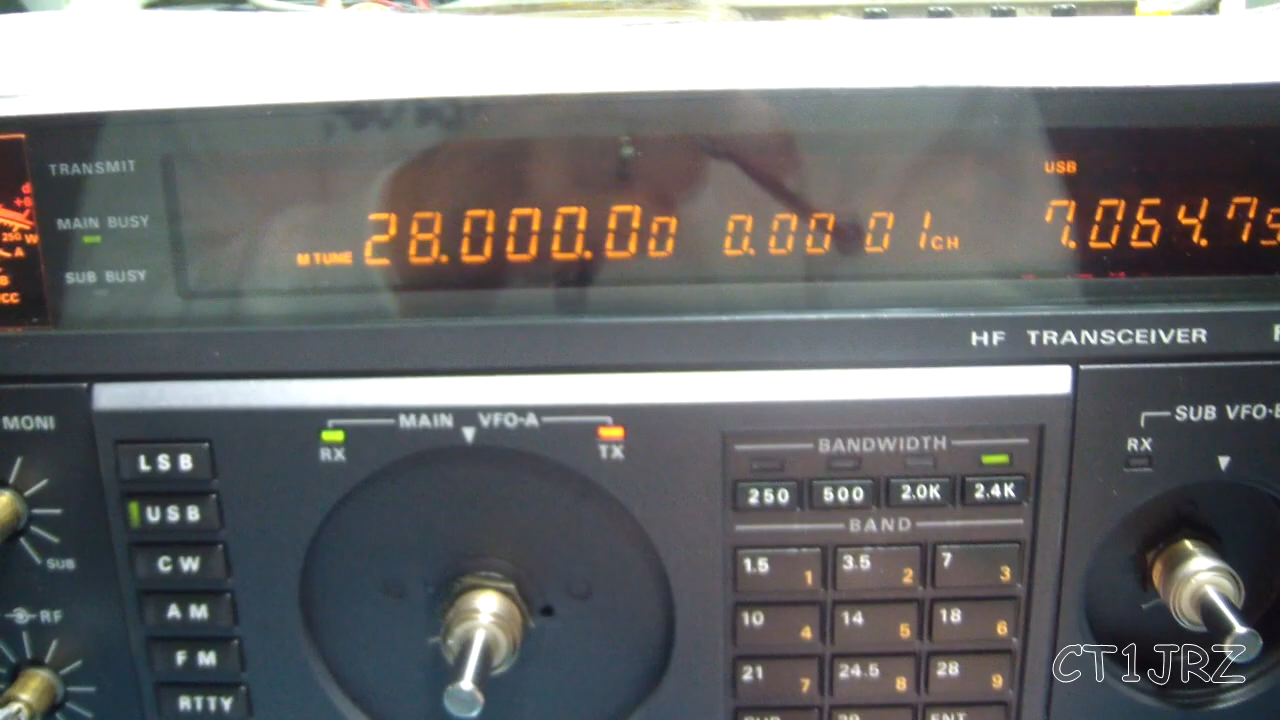 TRANSMIT
MAIN BUSY
SUB BUSY
250 W
M TUNE 28.000.00 0.00 01 CH
USB
7.064.7
HF TRANSCEIVER
MONI
SUB
RF
LSB
USB
CW
AM
FM
RTTY
MAIN VFO-A
RX
TX
BANDWIDTH
250 500 2.0K 2.4K
BAND
1.5 1 3.5 2 7 3
10 4 14 5 18 6
21 7 24.5 8 28 9
SUB VFO-B
RX
CT1JRZ